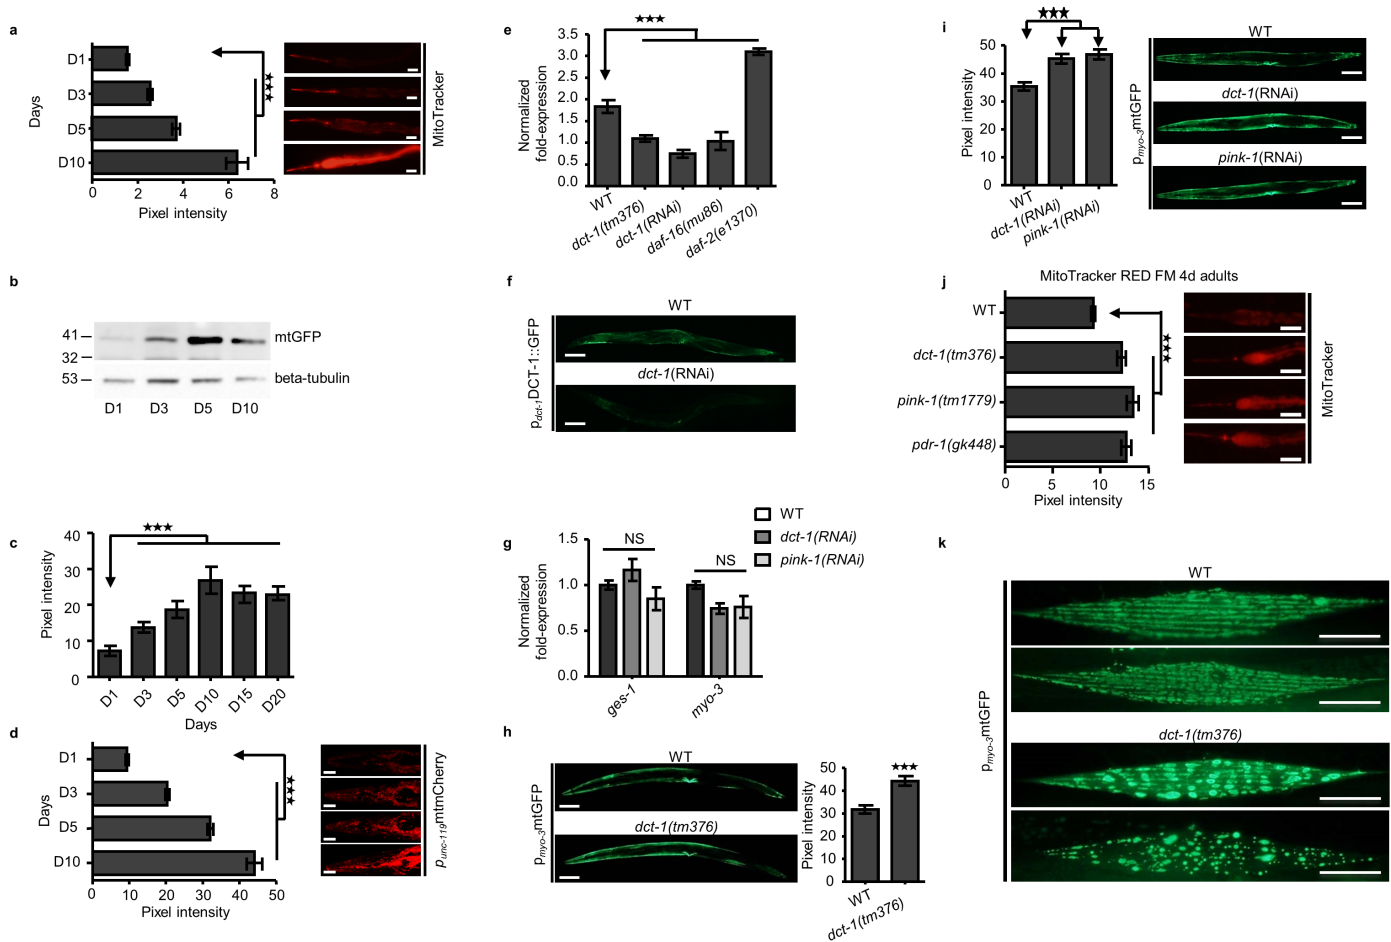 a
Days
D1
D3
D5
D10
0 2 4 6 8
Pixel intensity
★★★
MitoTracker
b
41
32
53
mtGFP
beta-tubulin
D1 D3 D5 D10
c
★★★
Pixel intensity
40
30
20
10
0
D1 D3 D5 D10 D15 D20
Days
d
Days
D1
D3
D5
D10
0 10 20 30 40 50
Pixel intensity
★★★
punc-119mtmCherry
e
★★★
Normalized
fold-expression
3.5
3.0
2.5
2.0
1.5
1.0
0.5
0.0
WT
dct-1(tm376)
dct-1(RNAi)
daf-16(mu86)
daf-2(e1370)
f
WT
dct-1(RNAi)
pdct-1DCT-1::GFP
g
WT
dct-1(RNAi)
pink-1(RNAi)
Normalized
fold-expression
1.5
1.0
0.5
0.0
NS
NS
ges-1
myo-3
h
WT
dct-1(tm376)
pmyo-3mtGFP
Pixel intensity
50
40
30
20
10
0
★★★
WT
dct-1(tm376)
i
★★★
Pixel intensity
50
40
30
20
10
0
WT
dct-1(RNAi)
pink-1(RNAi)
pmyo-3mtGFP
WT
dct-1(RNAi)
pink-1(RNAi)
j
MitoTracker RED FM 4d adults
WT
dct-1(tm376)
pink-1(tm1779)
pdr-1(gk448)
0 5 10 15
Pixel intensity
★★★
MitoTracker
k
WT
dct-1(tm376)
pmyo-3mtGFP